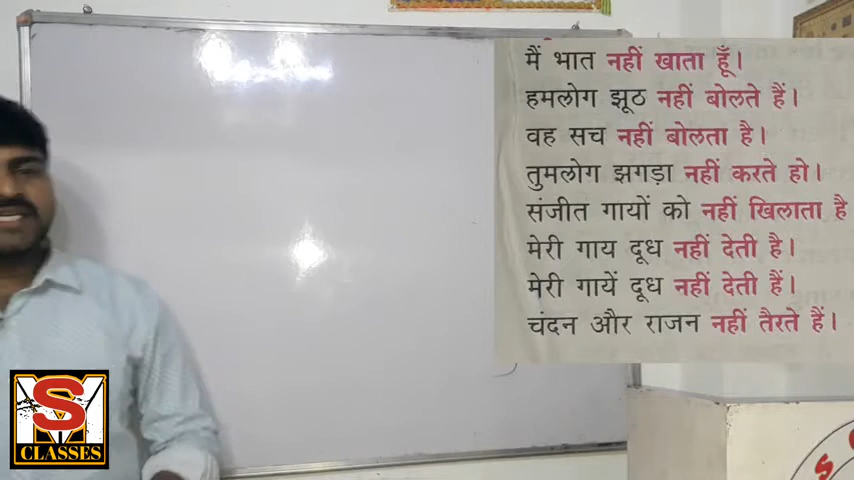 मैं भात नहीं खाता हूँ।
हमलोग झूठ नहीं बोलते हैं।
वह सच नहीं बोलता है।
तुमलोग झगड़ा नहीं करते हो।
संजीत गायों को नहीं खिलाता है
मेरी गाय दूध नहीं देती है।
मेरी गायें दूध नहीं देती हैं।
चंदन और राजन नहीं तैरते हैं।
MS
CLASSES